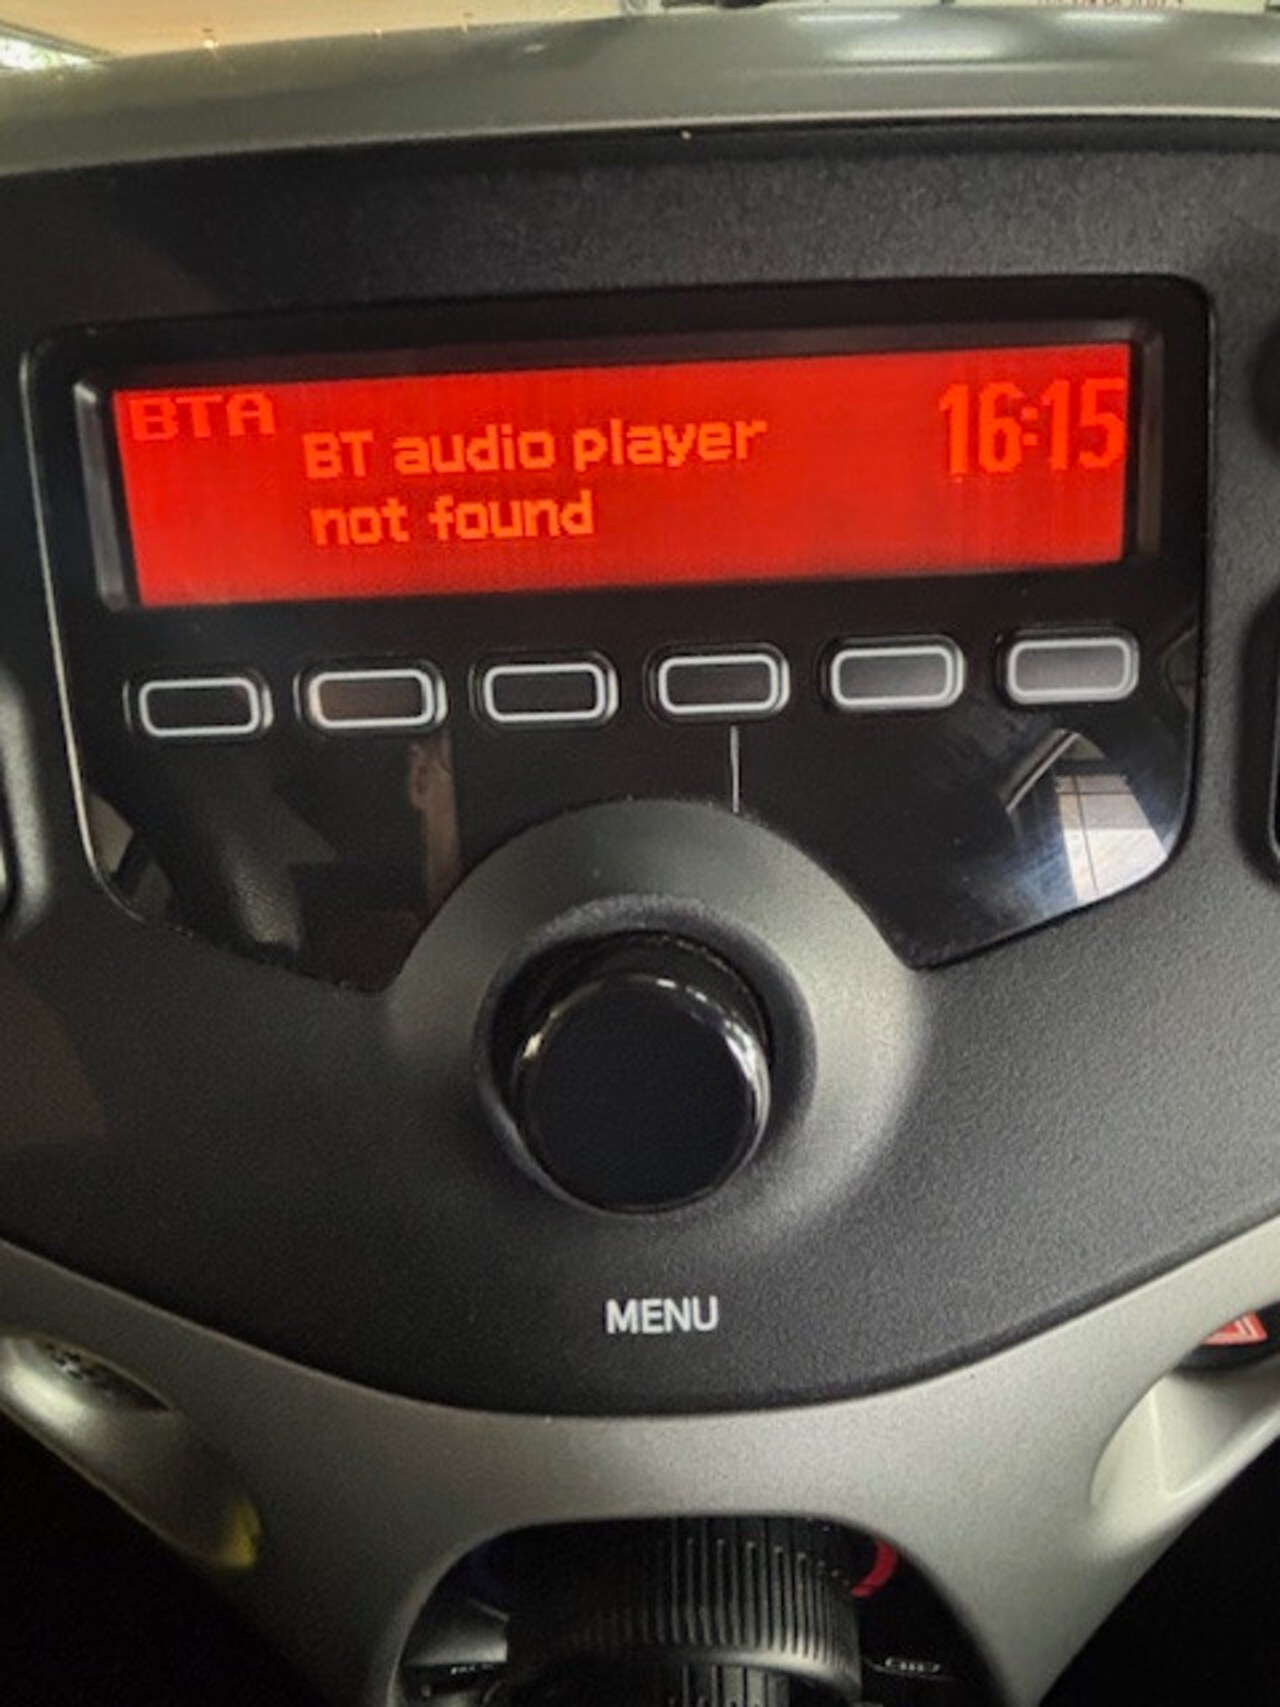 BTA
BT audio player
not found
16:15
MENU